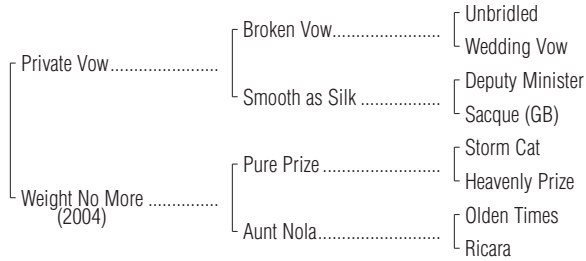 Unbridled
Broken Vow
Wedding Vow
Private Vow
Deputy Minister
Smooth as Silk
Sacque (GB)
Storm Cat
Pure Prize
Heavenly Prize
Weight No More
(2004)
Olden Times
Aunt Nola
Ricara